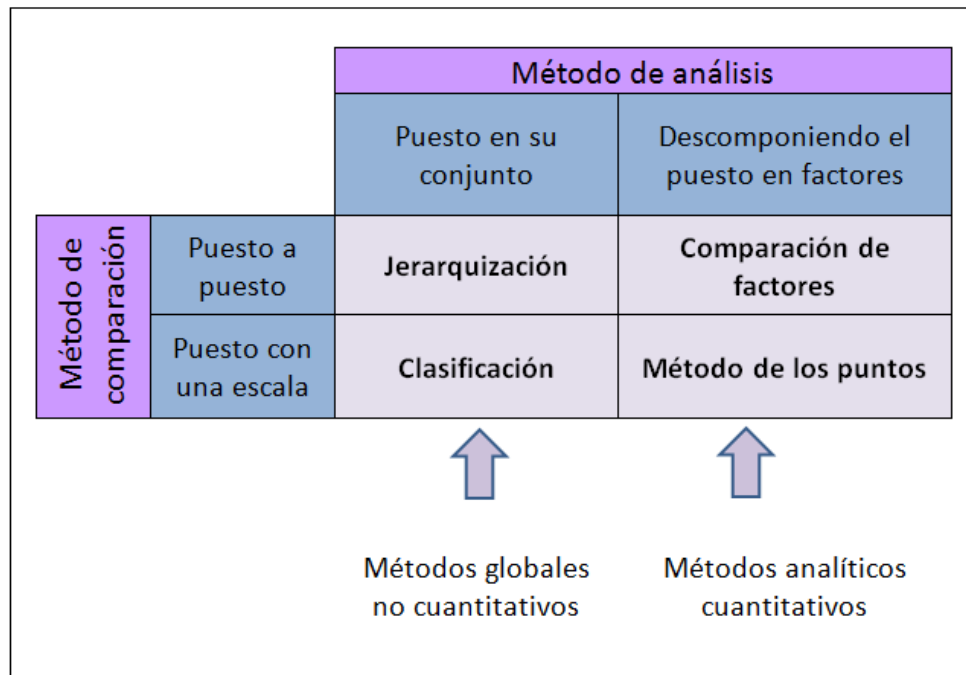 Método de análisis
Puesto en su
conjunto
Descomponiendo el
puesto en factores
Método de
comparación
Puesto a
puesto
Jerarquización
Comparación de
factores
Puesto con
una escala
Clasificación
Método de los puntos
Métodos globales
no cuantitativos
Métodos analíticos
cuantitativos